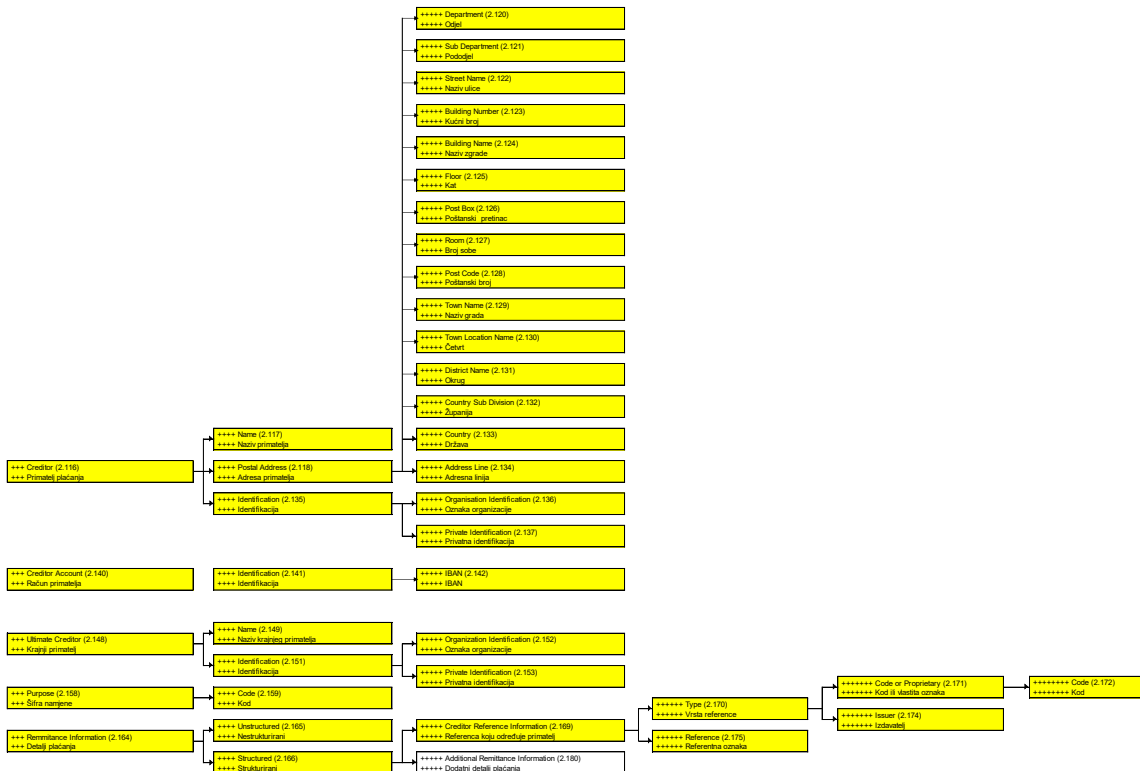 +++++ Department (2.120)
+++++ Odjel
+++++ Sub Department (2.121)
+++++ Pododjel
+++++ Street Name (2.122)
+++++ Naziv ulice
+++++ Building Number (2.123)
+++++ Kućni broj
+++++ Building Name (2.124)
+++++ Naziv zgrade
+++++ Floor (2.125)
+++++ Kat
+++++ Post Box (2.126)
+++++ Poštanski pretinac
+++++ Room (2.127)
+++++ Broj sobe
+++++ Post Code (2.128)
+++++ Poštanski broj
+++++ Town Name (2.129)
+++++ Naziv grada
+++++ Town Location Name (2.130)
+++++ Četvrt
+++++ District Name (2.131)
+++++ Okrug
+++++ Country Sub Division (2.132)
+++++ Županija
++++ Name (2.117)
++++ Naziv primatelja
+++++ Country (2.133)
+++++ Država
+++ Creditor (2.116)
+++ Primatelj plaćanja
++++ Postal Address (2.118)
++++ Adresa primatelja
+++++ Address Line (2.134)
+++++ Adresna linija
++++ Identification (2.135)
++++ Identifikacija
+++++ Organisation Identification (2.136)
+++++ Oznaka organizacije
+++++ Private Identification (2.137)
+++++ Privatna identifikacija
+++ Creditor Account (2.140)
+++ Račun primatelja
++++ Identification (2.141)
++++ Identifikacija
+++++ IBAN (2.142)
+++++ IBAN
+++ Ultimate Creditor (2.148)
+++ Krajnji primatelj
++++ Name (2.149)
++++ Naziv krajnjeg primatelja
++++ Identification (2.151)
++++ Identifikacija
+++++ Organization Identification (2.152)
+++++ Oznaka organizacije
+++++ Private Identification (2.153)
+++++ Privatna identifikacija
+++ Purpose (2.158)
+++ Šifra namjene
++++ Code (2.159)
++++ Kod
+++ Remmitance Information (2.164)
+++ Detalji plaćanja
++++ Unstructured (2.165)
++++ Nestrukturirani
++++ Structured (2.166)
++++ Strukturirani
+++++ Creditor Reference Information (2.169)
+++++ Referenca koju određuje primatelj
+++++ Additional Remittance Information (2.180)
+++++ Dodatni detalji plaćanja
++++++ Type (2.170)
++++++ Vrsta reference
++++++ Reference (2.175)
++++++ Referentna oznaka
+++++++ Code or Proprietary (2.171)
+++++++ Kod ili vlastita oznaka
+++++++ Issuer (2.174)
+++++++ Izdavatelj
++++++++ Code (2.172)
++++++++ Kod